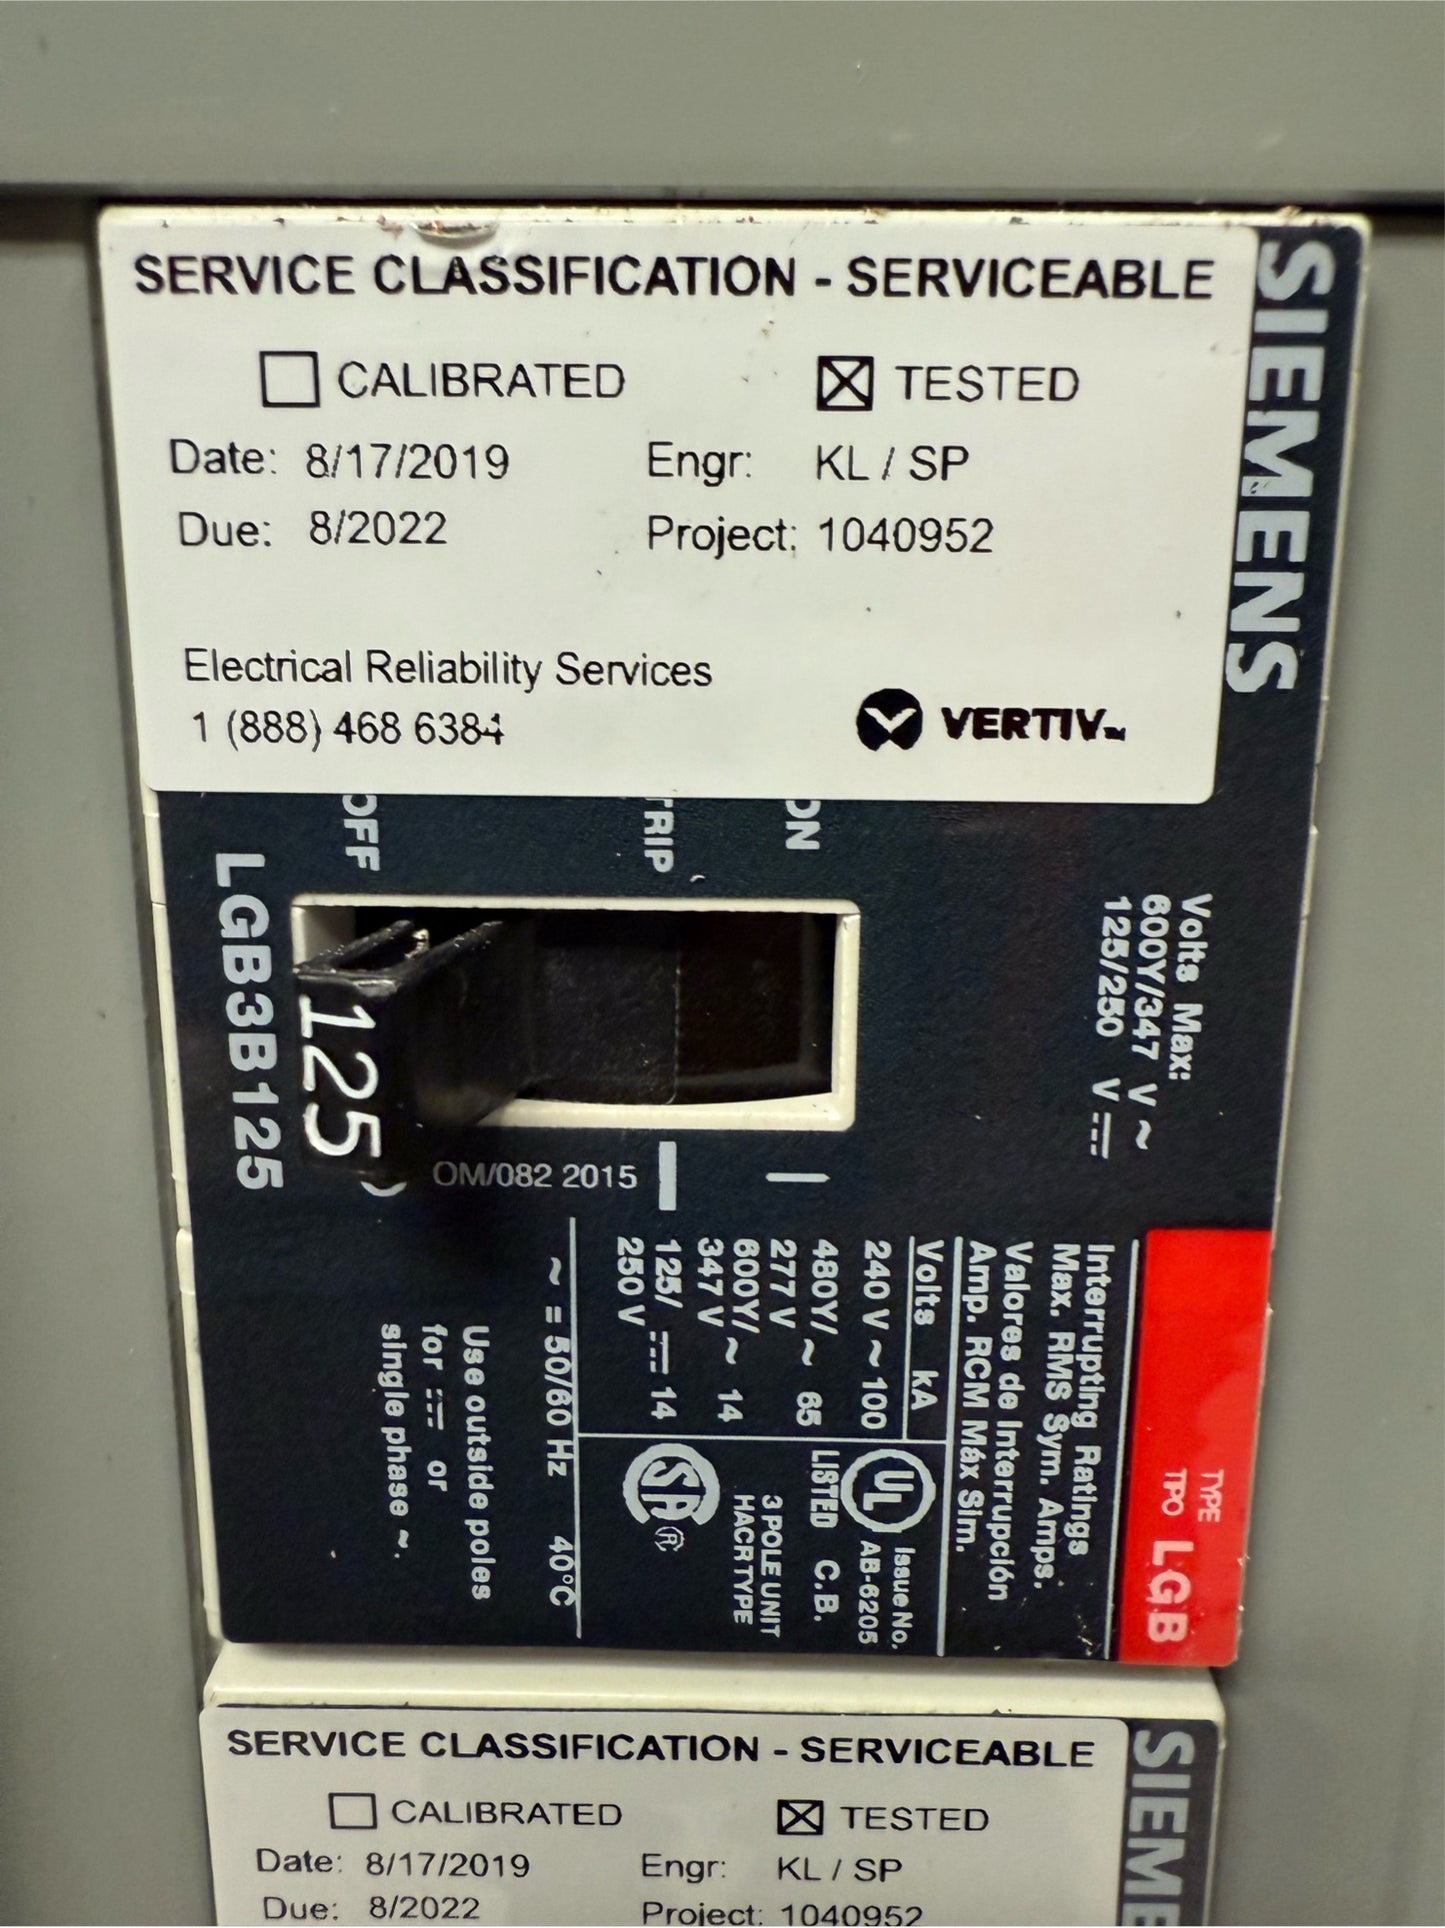 SERVICE CLASSIFICATION - SERVICEABLE
CALIBRATED
TESTED
Date: 8/17/2019
Engr: KL / SP
Due: 8/2022
Project: 1040952
Electrical Reliability Services
1 (888) 468 6384
VERTIV™
SIEMENS
OFF
TRIP
ON
LGB3B125
125
OM/082 2015
Volts Max:
600Y/347 V ~
125/250 V ⎓
TYPE
TIPO LGB
Interrupting Ratings
Max. RMS Sym. Amps.
Valores de Interrupción
Amp. RCM Máx Sim.
Volts kA
240 V ~ 100
480Y/ ~ 65
277 V
600Y/ ~ 14
347 V
125/ ⎓ 14
250 V
Issue No.
AB-6205
UL
LISTED C.B.
3 POLE UNIT
HACR TYPE
SA ®
~ = 50/60 Hz 40°C
Use outside poles
for ⎓ or
single phase ~.
SERVICE CLASSIFICATION - SERVICEABLE
CALIBRATED
TESTED
Date: 8/17/2019
Engr: KL / SP
Due: 8/2022
Project: 1040952
SIEME